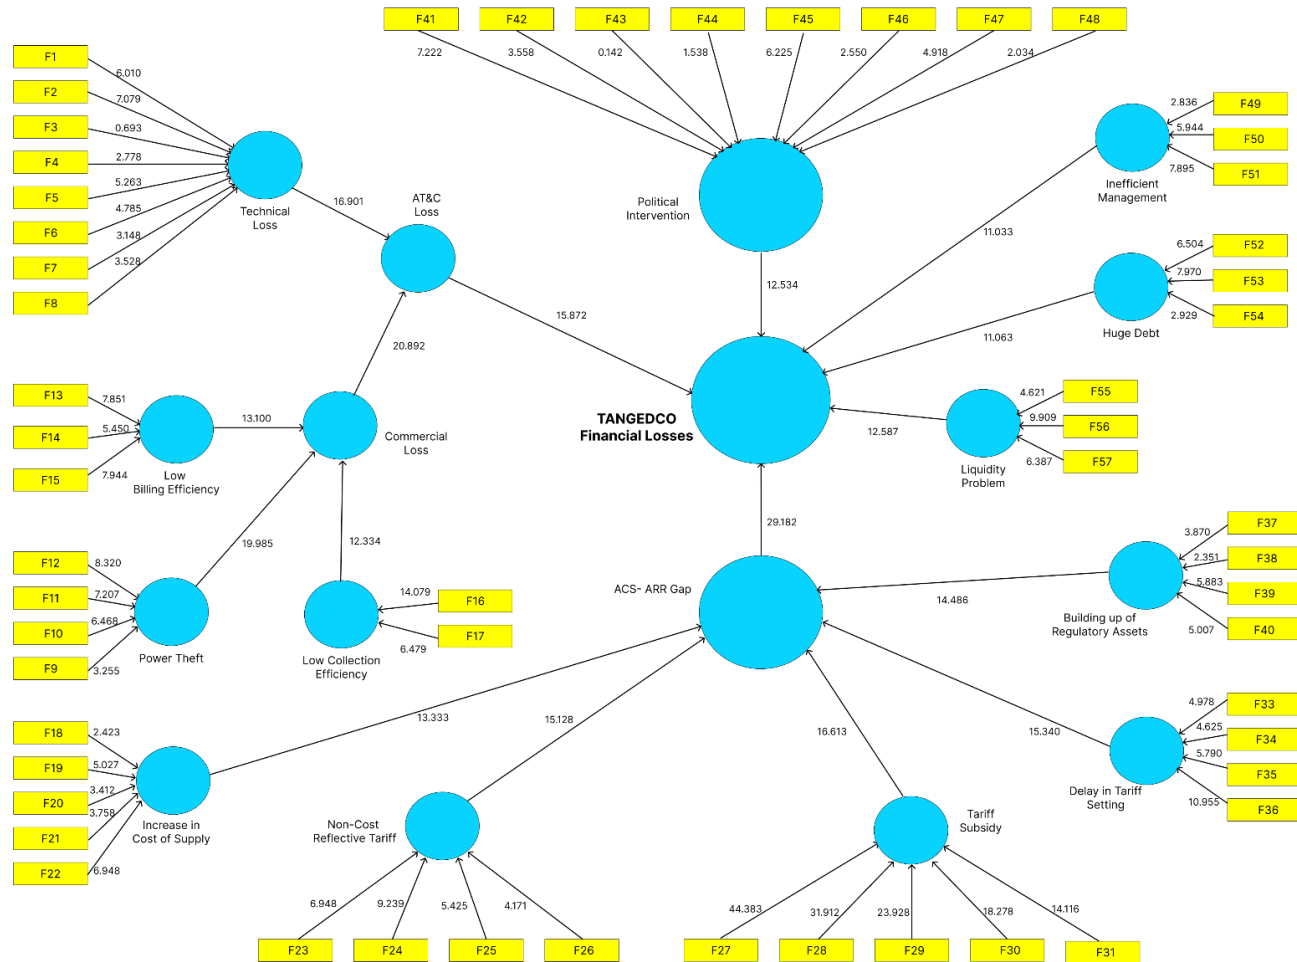 F41
F42
F43
F44
F45
F46
F47
F48
7.222
3.558
0.142
1.538
6.225
2.550
4.918
2.034
F1
F2
F3
F4
F5
F6
F7
F8
6.010
7.079
0.693
2.778
5.263
4.785
3.148
3.528
Technical
Loss
16.901
AT&C
Loss
15.872
20.892
Political
Intervention
12.534
F49
F50
F51
2.836
5.944
7.895
Inefficient
Management
11.033
F52
F53
F54
6.504
7.970
2.929
Huge Debt
11.063
TANGEDCO
Financial Losses
F55
F56
F57
4.621
9.909
6.387
Liquidity
Problem
12.587
F13
F14
F15
7.851
5.450
7.944
Low
Billing Efficiency
13.100
Commercial
Loss
F12
F11
F10
F9
8.320
7.207
6.468
3.255
Power Theft
19.985
12.334
F16
F17
14.079
6.479
Low Collection
Efficiency
29.182
ACS- ARR Gap
F37
F38
F39
F40
3.870
2.351
5.883
5.007
Building up of
Regulatory Assets
14.486
F33
F34
F35
F36
4.978
4.625
5.790
10.955
Delay in Tariff
Setting
15.340
F18
F19
F20
F21
F22
2.423
5.027
3.412
3.758
6.948
Increase in
Cost of Supply
13.333
Non-Cost
Reflective Tariff
15.128
6.948
9.239
5.425
4.171
F23
F24
F25
F26
Tariff
Subsidy
16.613
44.383
31.912
23.928
18.278
14.116
F27
F28
F29
F30
F31